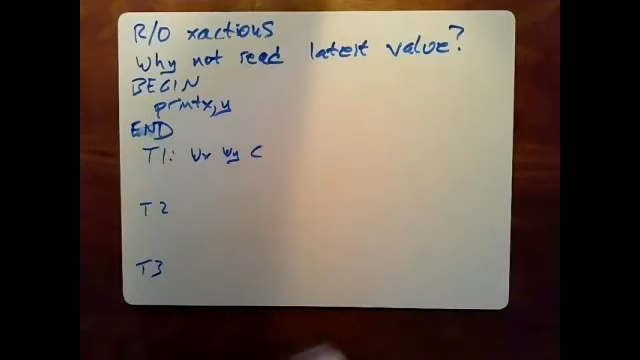 R/O xactions
Why not read latest value?
BEGIN
print x,y
END
T1: Wx Wy C
T2
T3